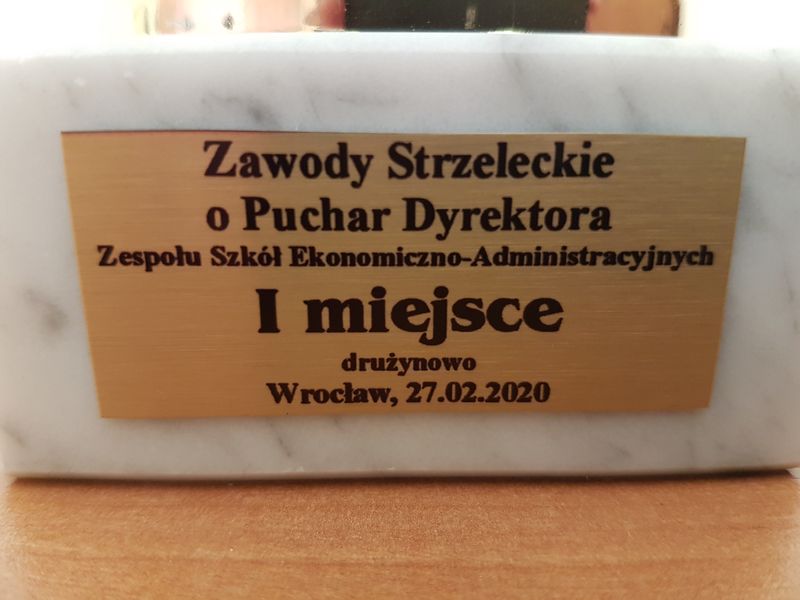 Zawody Strzeleckie
o Puchar Dyrektora
Zespołu Szkół Ekonomiczno-Administracyjnych
I miejsce
drużynowo
Wrocław, 27.02.2020